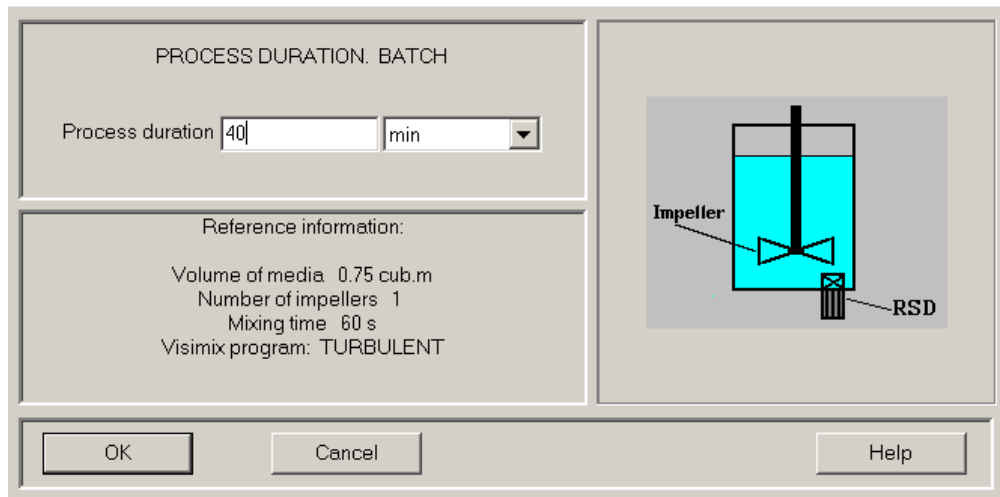 PROCESS DURATION. BATCH
Process duration 40 min
Reference information:
Volume of media 0.75 cub.m
Number of impellers 1
Mixing time 60 s
Visimix program: TURBULENT
Impeller
RSD
OK Cancel Help